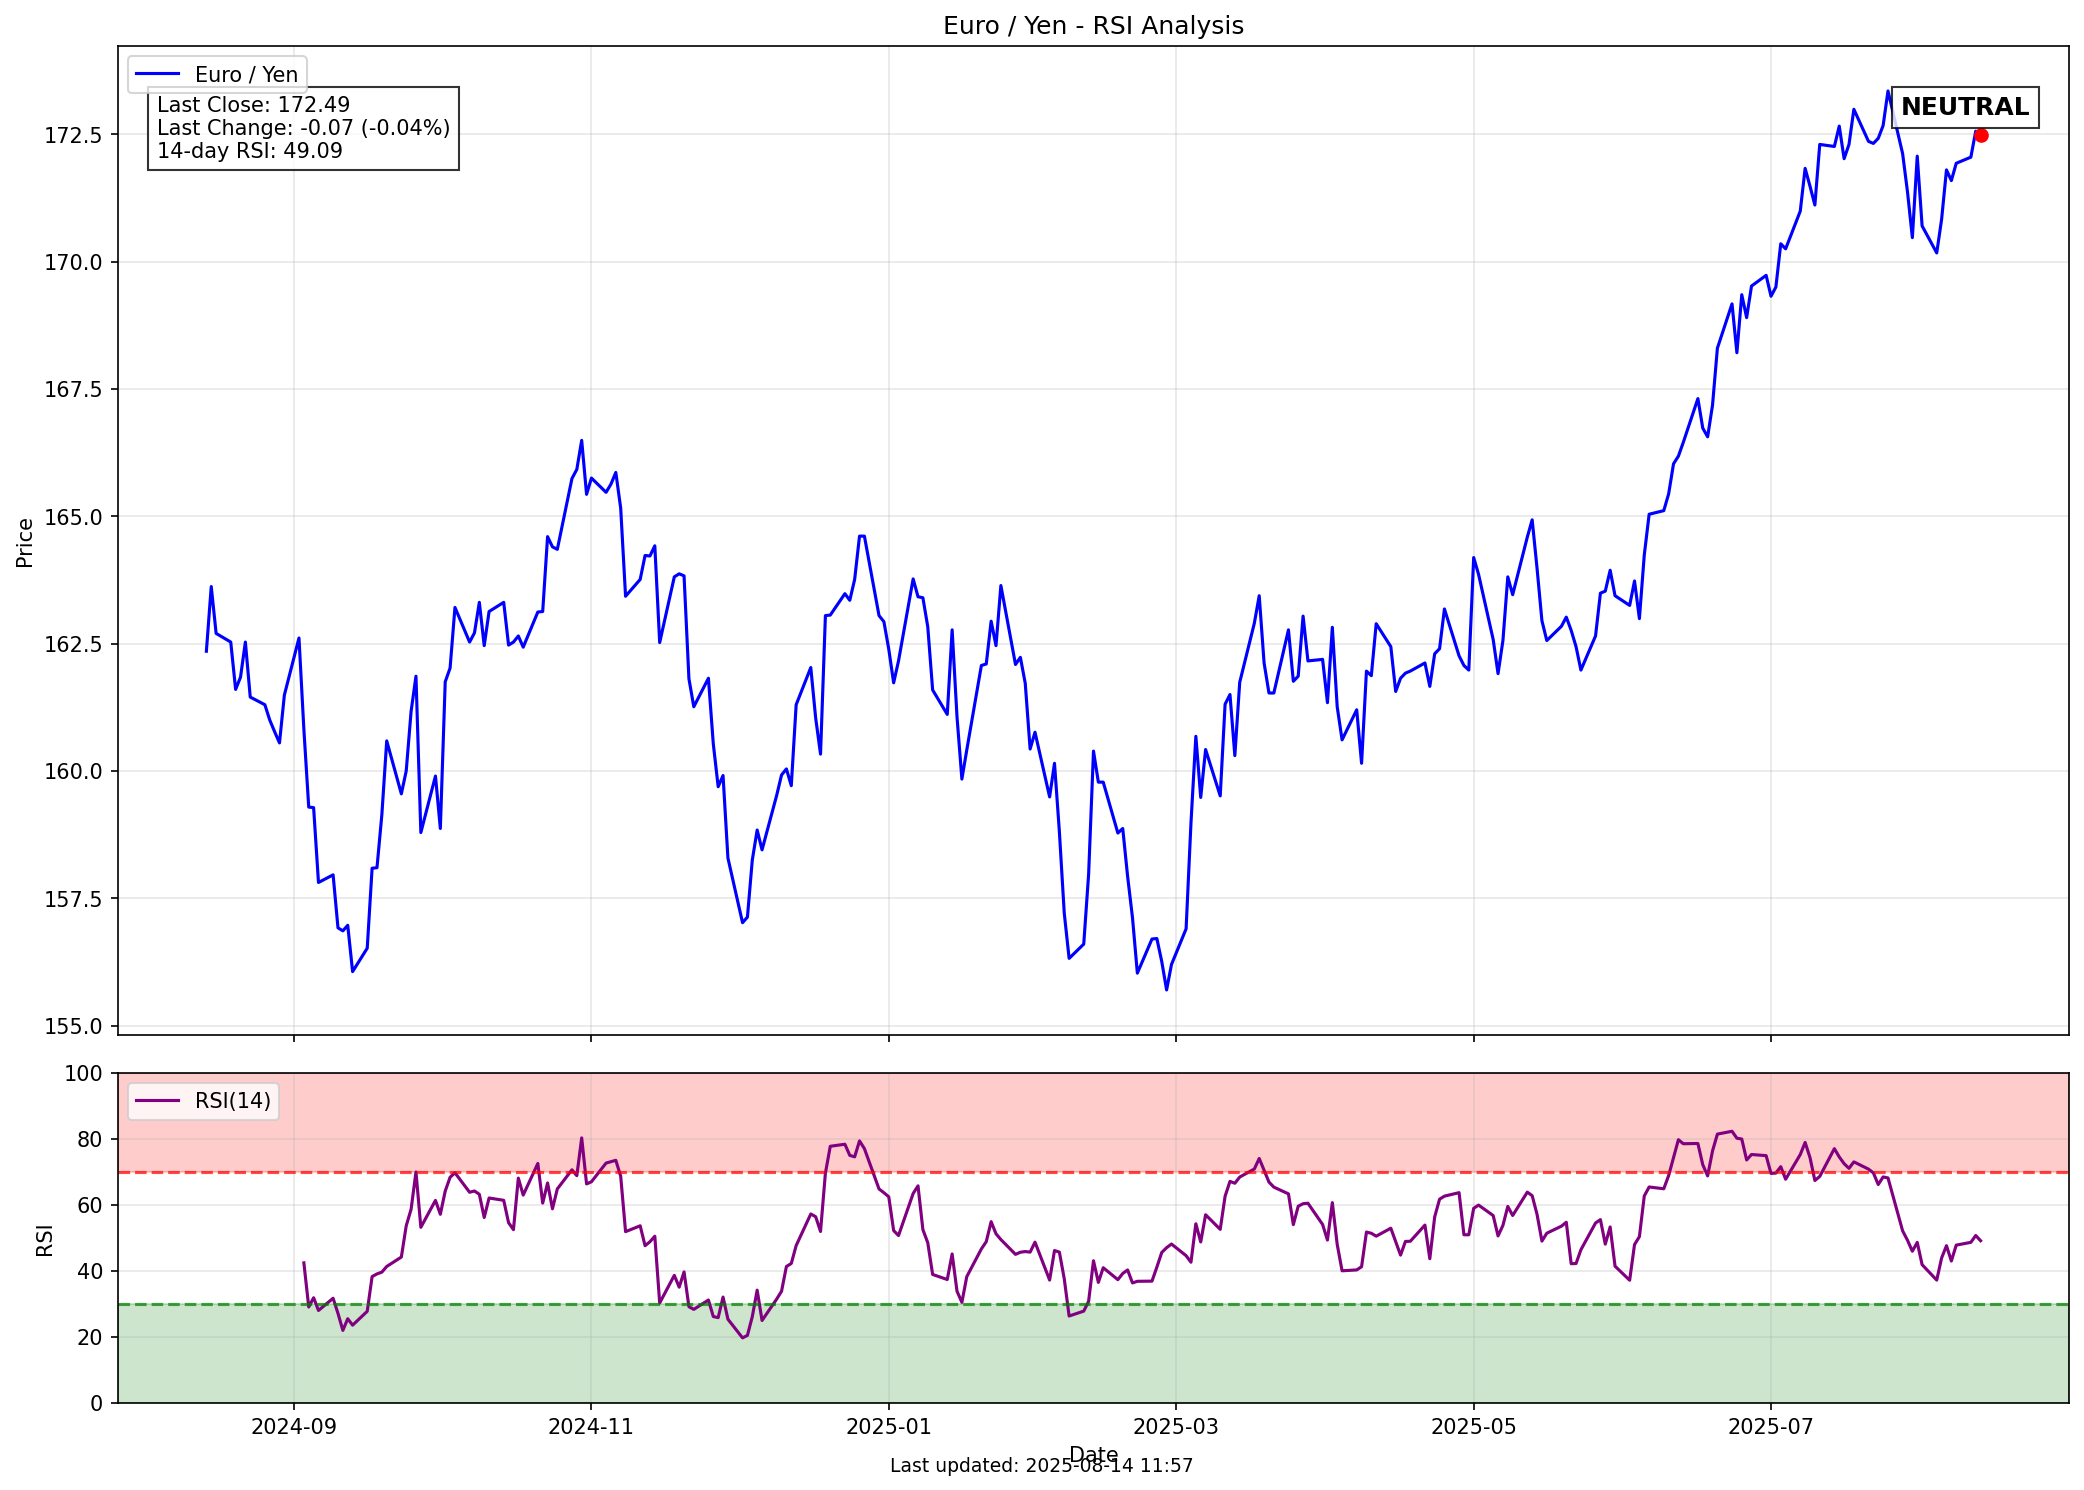 Euro / Yen - RSI Analysis
Euro / Yen
Last Close: 172.49
Last Change: -0.07 (-0.04%)
14-day RSI: 49.09
NEUTRAL
172.5
170.0
167.5
165.0
162.5
160.0
157.5
155.0
Price
RSI(14)
100
80
60
40
20
0
RSI
2024-09 2024-11 2025-01 2025-03 2025-05 2025-07
Date
Last updated: 2025-08-14 11:57